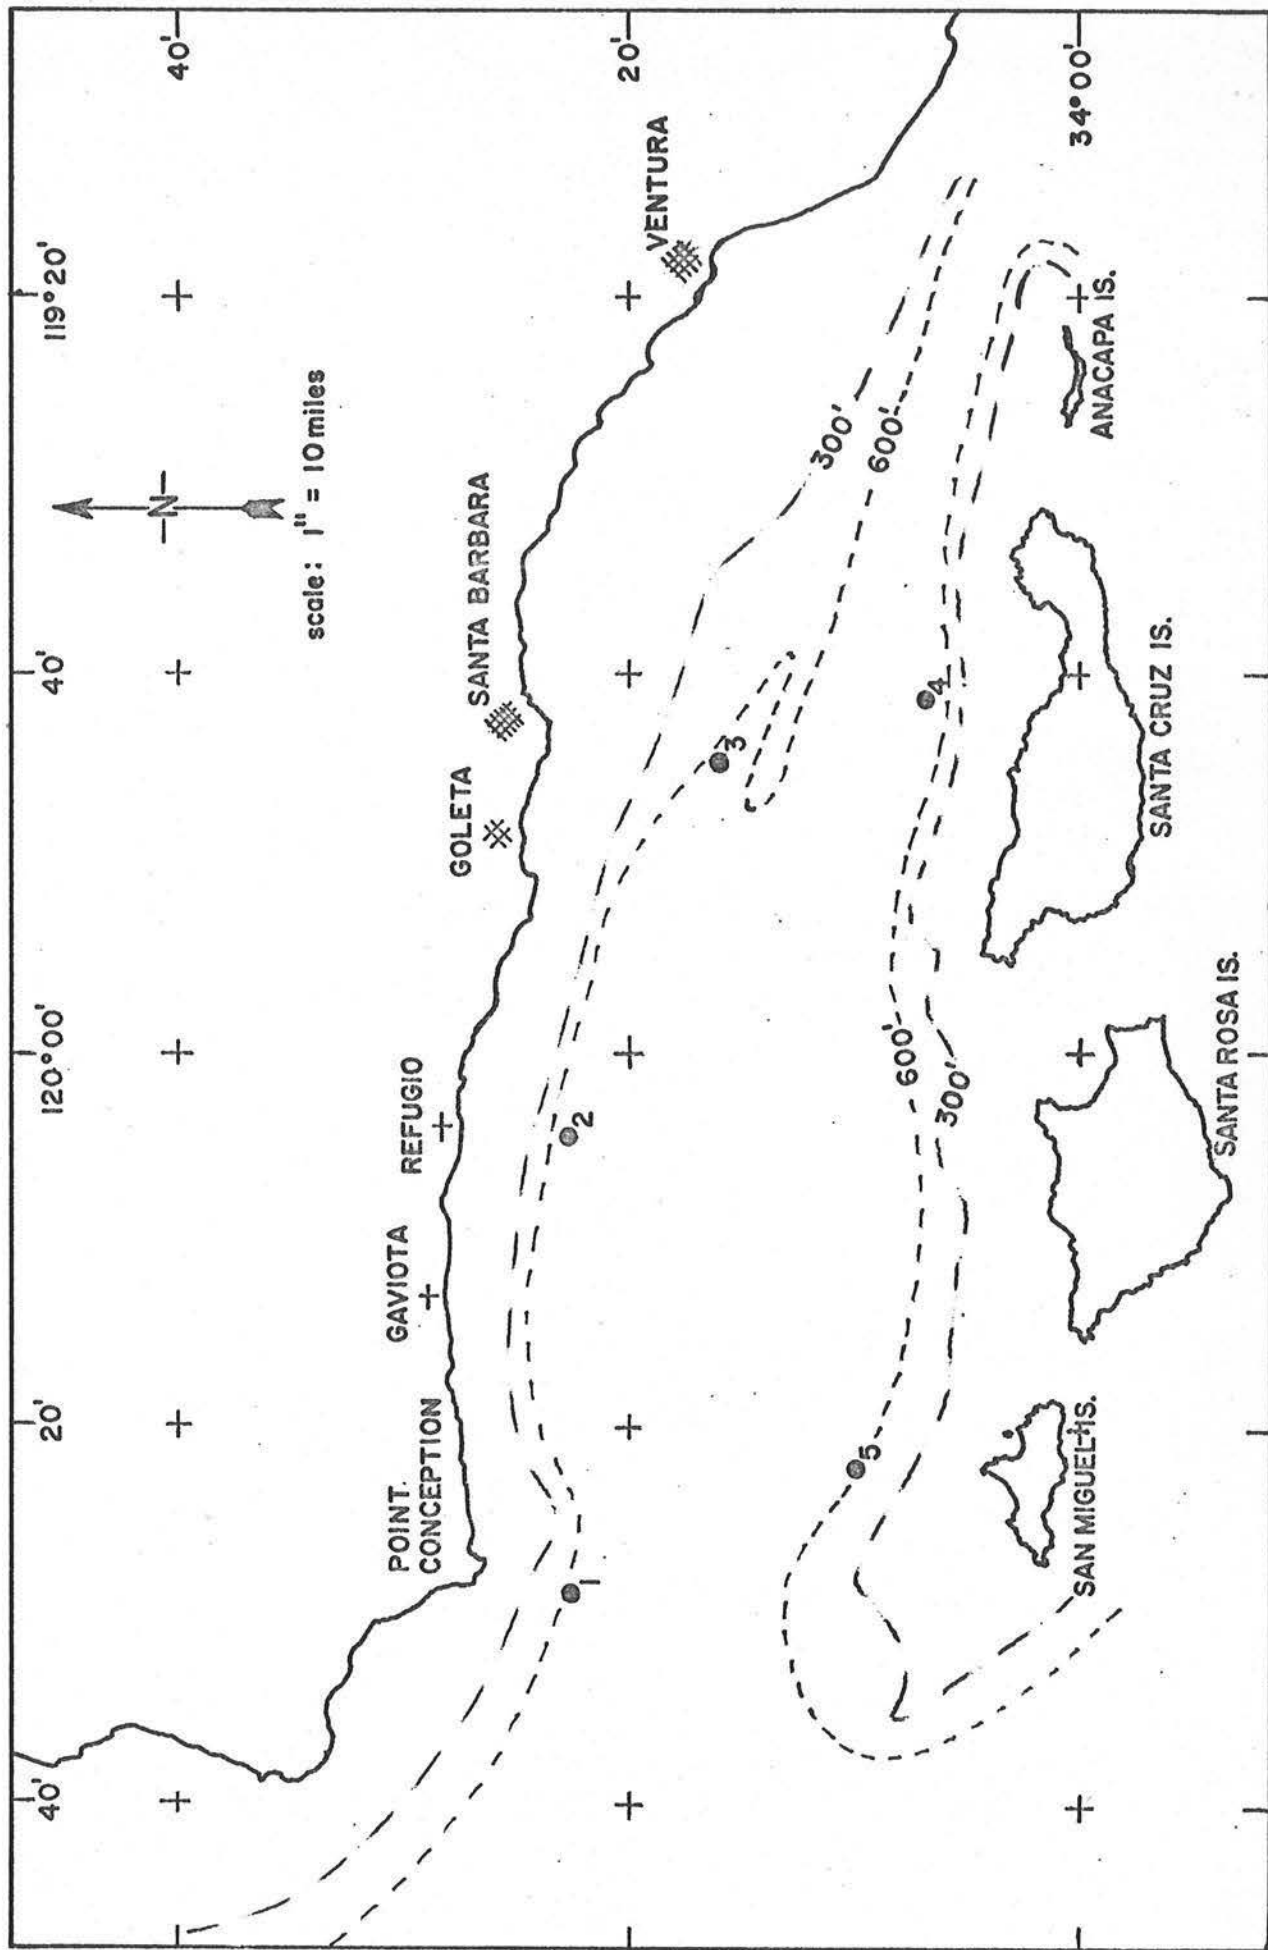 40'
20'
120°00'
40'
119°20'
N
scale: 1" = 10 miles
40'
POINT
CONCEPTION
GAVIOTA
REFUGIO
GOLETA
SANTA BARBARA
VENTURA
20'
1
2
3
4
5
300'
600'
600'
300'
34°00'
SAN MIGUEL IS.
SANTA ROSA IS.
SANTA CRUZ IS.
ANACAPA IS.